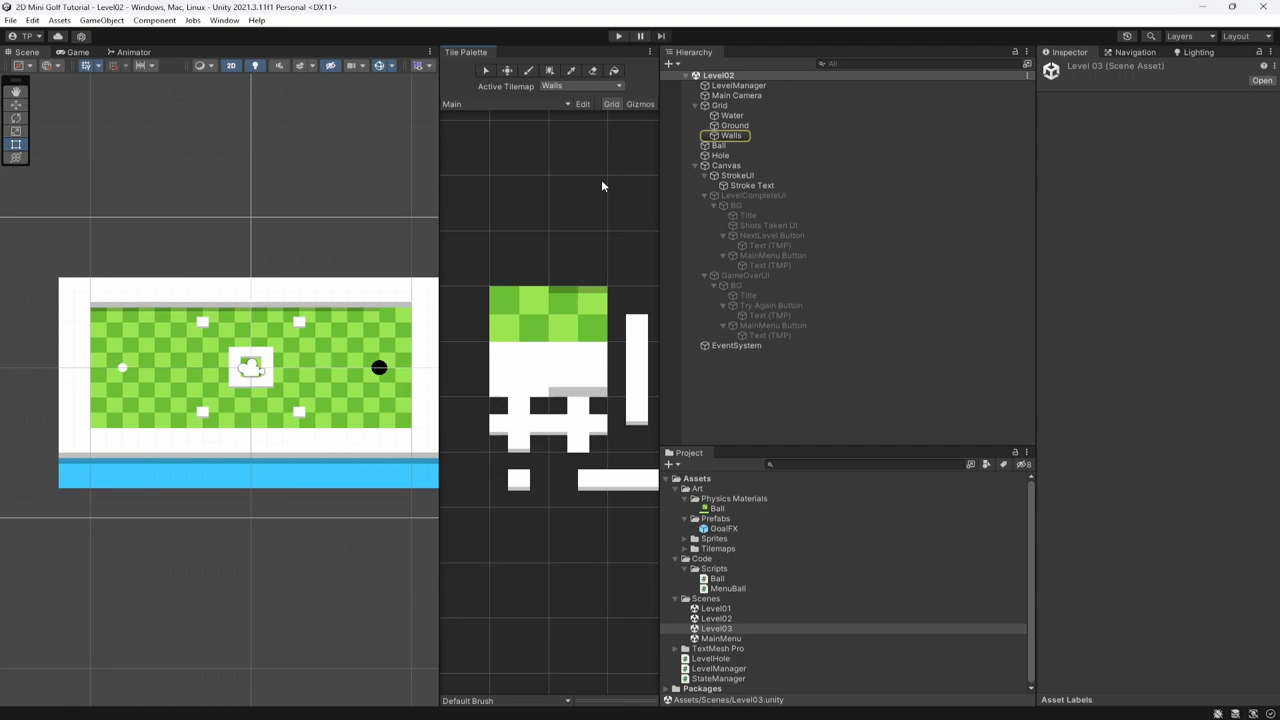 2D Mini Golf Tutorial - Level02 - Windows, Mac, Linux - Unity 2021.3.11f1 Personal <DX11>
File Edit Assets GameObject Component Jobs Window Help
TP Layers Layout
Scene Game Animator
2D
Tile Palette
Active Tilemap Walls
Main Edit Grid Gizmos
Default Brush
Hierarchy
All
Level02
LevelManager
Main Camera
Grid
Water
Ground
Walls
Ball
Hole
Canvas
StrokeUI
Stroke Text
LevelCompleteUI
BG
Title
Shots Taken UI
NextLevel Button
Text (TMP)
MainMenu Button
Text (TMP)
GameOverUI
BG
Title
Try Again Button
Text (TMP)
MainMenu Button
Text (TMP)
EventSystem
Project
8
Assets
Art
Physics Materials
Ball
Prefabs
GoalFX
Sprites
Tilemaps
Code
Scripts
Ball
MenuBall
Scenes
Level01
Level02
Level03
MainMenu
TextMesh Pro
LevelHole
LevelManager
StateManager
Packages
Assets/Scenes/Level03.unity
Inspector Navigation Lighting
Level 03 (Scene Asset)
Open
Asset Labels